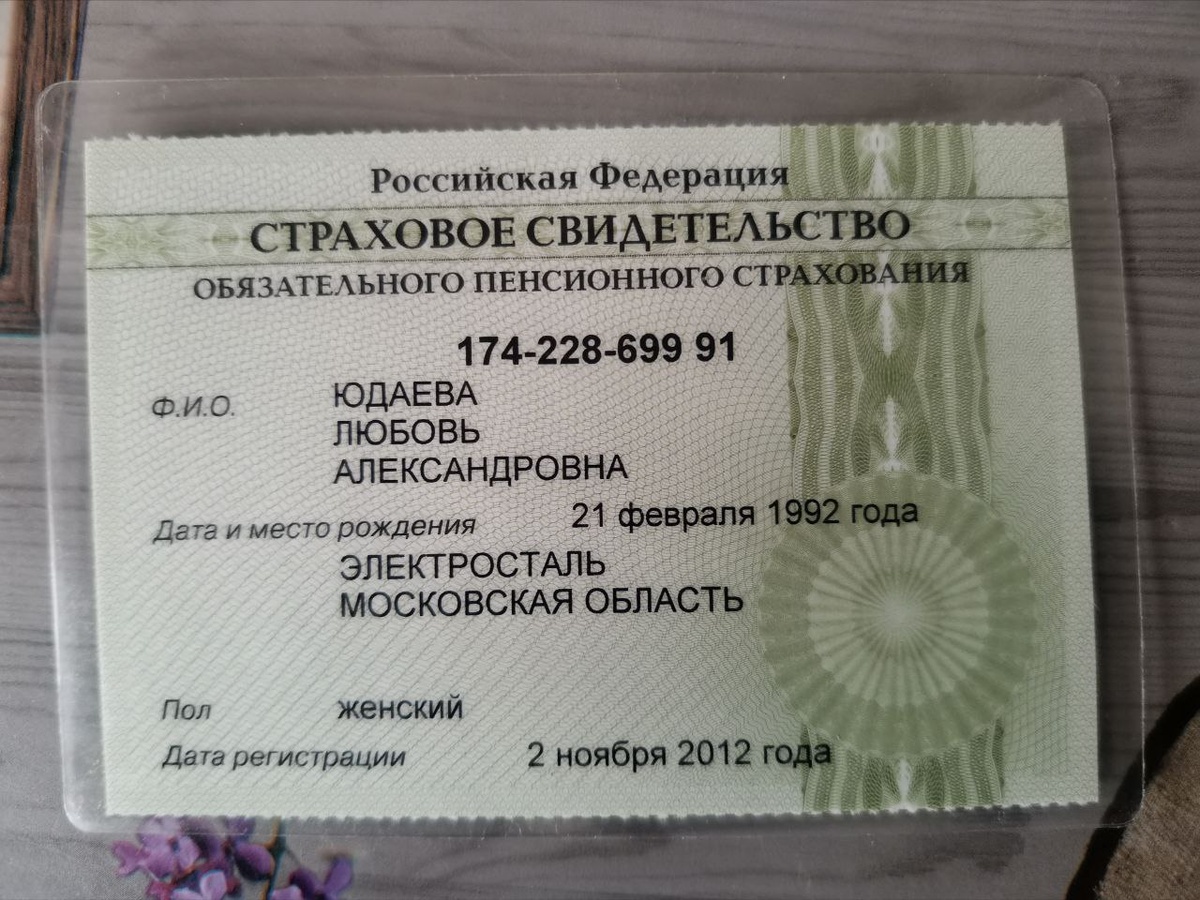 Российская Федерация
СТРАХОВОЕ СВИДЕТЕЛЬСТВО
ОБЯЗАТЕЛЬНОГО ПЕНСИОННОГО СТРАХОВАНИЯ
174-228-699 91
Ф.И.О. ЮДАЕВА
ЛЮБОВЬ
АЛЕКСАНДРОВНА
Дата и место рождения 21 февраля 1992 года
ЭЛЕКТРОСТАЛЬ
МОСКОВСКАЯ ОБЛАСТЬ
Пол женский
Дата регистрации 2 ноября 2012 года